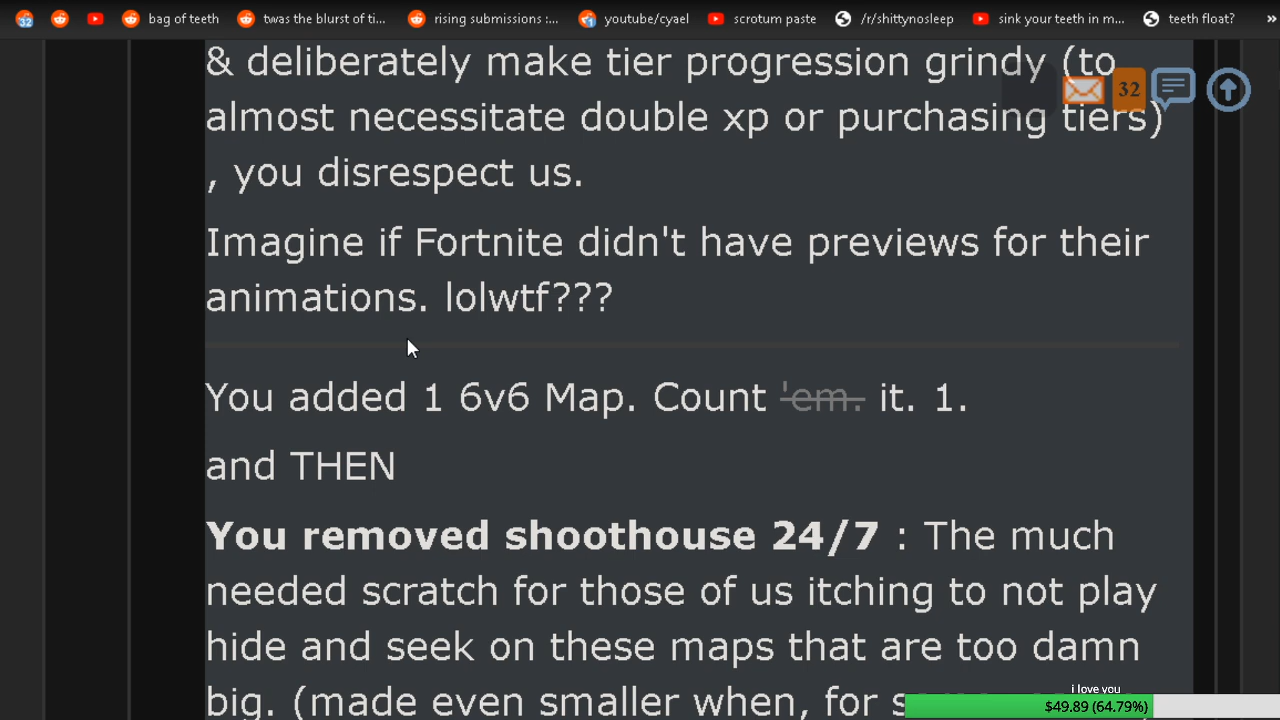 bag of teeth twas the blurst of ti... rising submissions :... youtube/cyael scrotum paste /r/shittynosleep sink your teeth in m... teeth float? »
& deliberately make tier progression grindy (to
32
almost necessitate double xp or purchasing tiers)
, you disrespect us.
Imagine if Fortnite didn't have previews for their
animations. lolwtf???
You added 1 6v6 Map. Count 'em. it. 1.
and THEN
You removed shoothouse 24/7 : The much
needed scratch for those of us itching to not play
hide and seek on these maps that are too damn
big. (made even smaller when, for
i love you
$49.89 (64.79%)